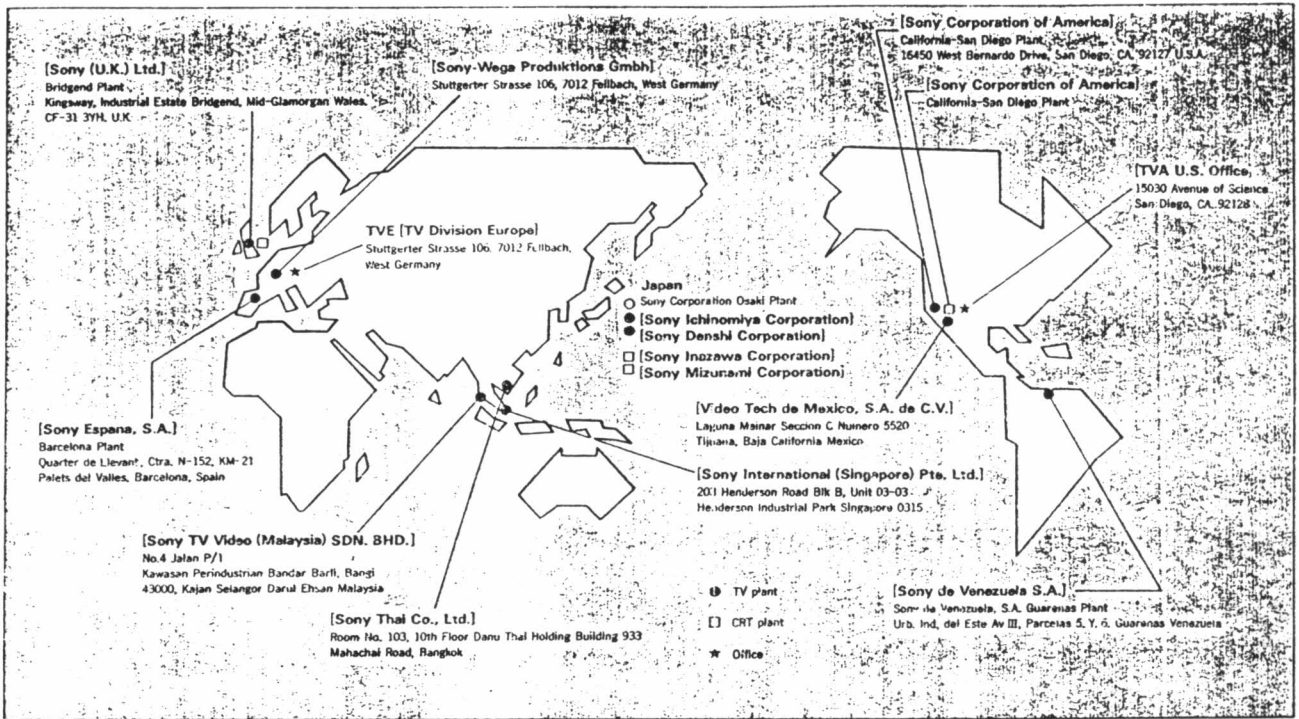 [Sony (U.K.) Ltd.]
Bridgend Plant
Kingsway, Industrial Estate Bridgend, Mid-Glamorgan Wales,
CF-31 3YH, U.K
[Sony-Wega Produktions Gmbh]
Stuttgerter Strasse 106, 7012 Fellbach, West Germany
[Sony Corporation of America]
California-San Diego Plant,
16450 West Bernardo Drive, San Diego, CA, 92127 U.S.A.
[Sony Corporation of America]
California-San Diego Plant
[TVA U.S. Office,
15030 Avenue of Science
San Diego, CA, 92128
TVE [TV Division Europe]
Stuttgerter Strasse 106, 7012 Fellbach,
West Germany
Japan
Sony Corporation Osaki Plant
[Sony Ichinomiya Corporation]
[Sony Denshi Corporation]
[Sony Inazawa Corporation]
[Sony Mizunami Corporation]
[Sony Espana, S.A.]
Barcelona Plant
Quarter de Llevant, Ctra. N-152, KM-21
Palets del Valles, Barcelona, Spain
[Video Tech de Mexico, S.A. de C.V.]
Laguna Mainar Seccion C Numero 5520
Tijuana, Baja California Mexico
[Sony International (Singapore) Pte. Ltd.]
203 Henderson Road Blk B, Unit 03-03
Henderson Industrial Park Singapore 0315
[Sony TV Video (Malaysia) SDN. BHD.]
No.4 Jalan P/1
Kawasan Perindustrian Bandar Barfi, Bangi
43000, Kajan Selangor Darul Ehsan Malaysia
[Sony Thai Co., Ltd.]
Room No. 103, 10th Floor Danu Thai Holding Building 933
Mahachai Road, Bangkok
TV plant
CRT plant
★ Office
[Sony de Venezuela S.A.]
Sony de Venezuela, S.A. Guarenas Plant
Urb. Ind. del Este Av III, Parcelas 5, Y. 6. Guarenas Venezuela